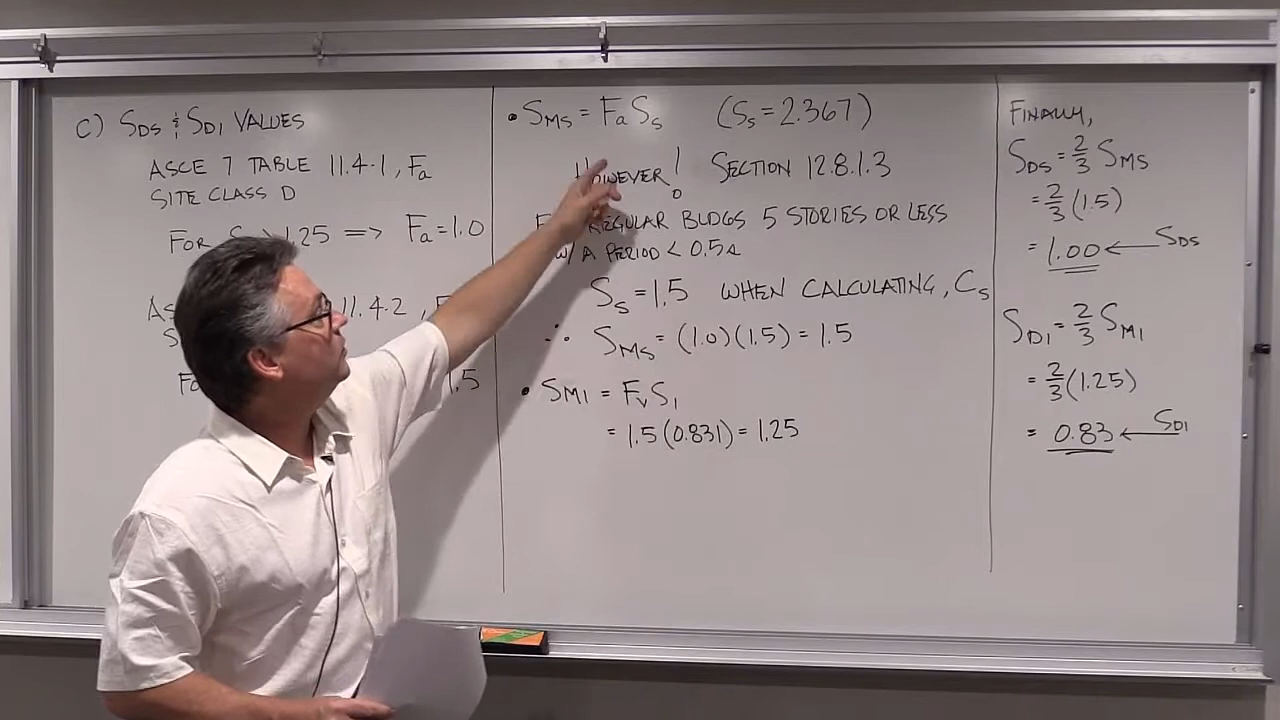 C) SDS & SD1 VALUES
ASCE 7 TABLE 11.4-1, Fa
SITE CLASS D
FOR 1.25 ⇒ Fa = 1.0
11.4-2,
1.5
• SMS = FaSs (Ss = 2.367)
HOWEVER! SECTION 12.8.1.3
REGULAR BLDGS 5 STORIES OR LESS
W/ A PERIOD < 0.5s
Ss = 1.5 WHEN CALCULATING, Cs
∴ SMS = (1.0)(1.5) = 1.5
• SM1 = FvS1
= 1.5(0.831) = 1.25
FINALLY,
SDS = 2/3 SMS
= 2/3 (1.5)
= 1.00 ← SDS
SD1 = 2/3 SM1
= 2/3 (1.25)
= 0.83 ← SD1